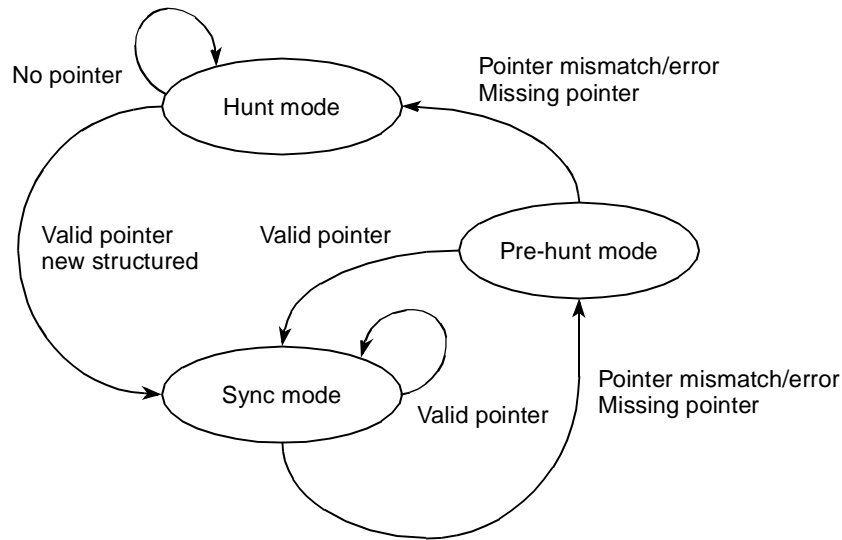 No pointer
Hunt mode
Pointer mismatch/error
Missing pointer
Valid pointer
new structured
Valid pointer
Pre-hunt mode
Sync mode
Valid pointer
Pointer mismatch/error
Missing pointer